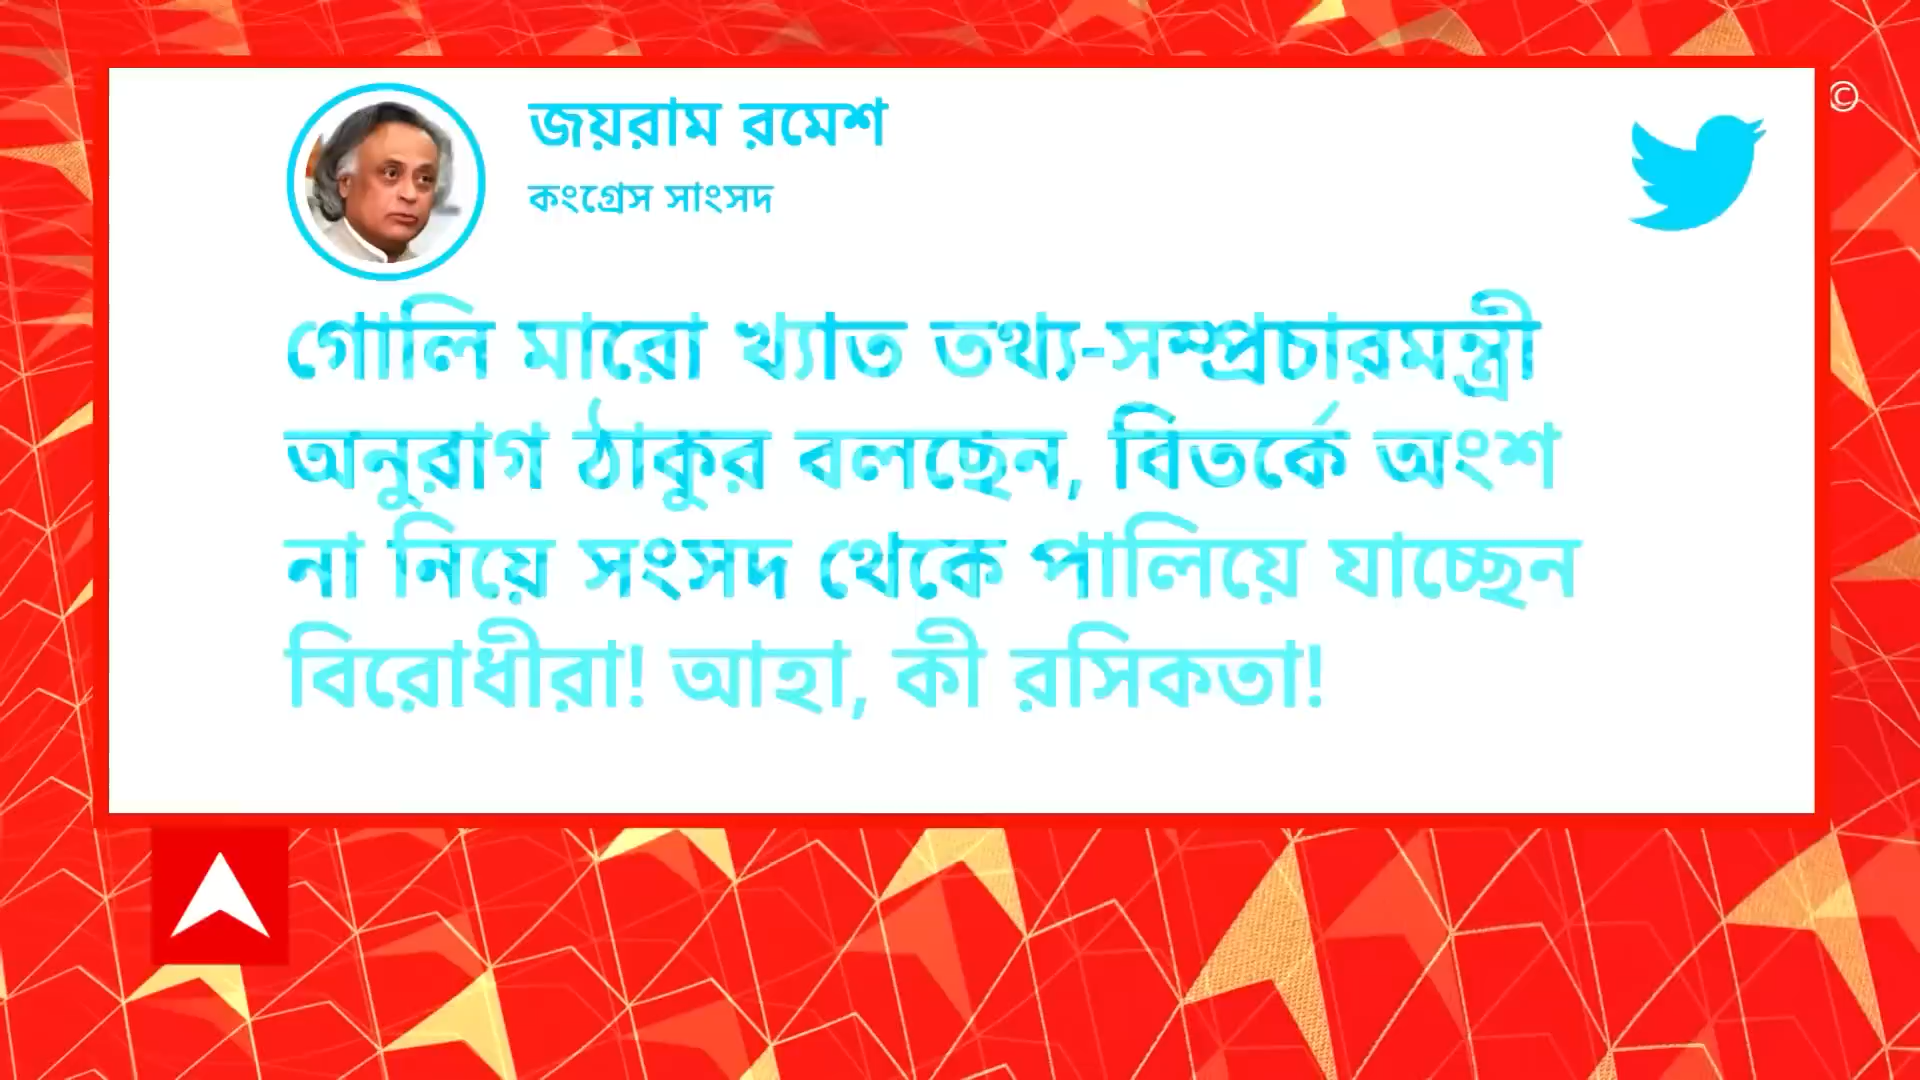 জয়রাম রমেশ
কংগ্রেস সাংসদ
©
গোলি মারো খ্যাত তথ্য-সম্প্রচারমন্ত্রী
অনুরাগ ঠাকুর বলছেন, বিতর্কে অংশ
না নিয়ে সংসদ থেকে পালিয়ে যাচ্ছেন
বিরোধীরা! আহা, কী রসিকতা!